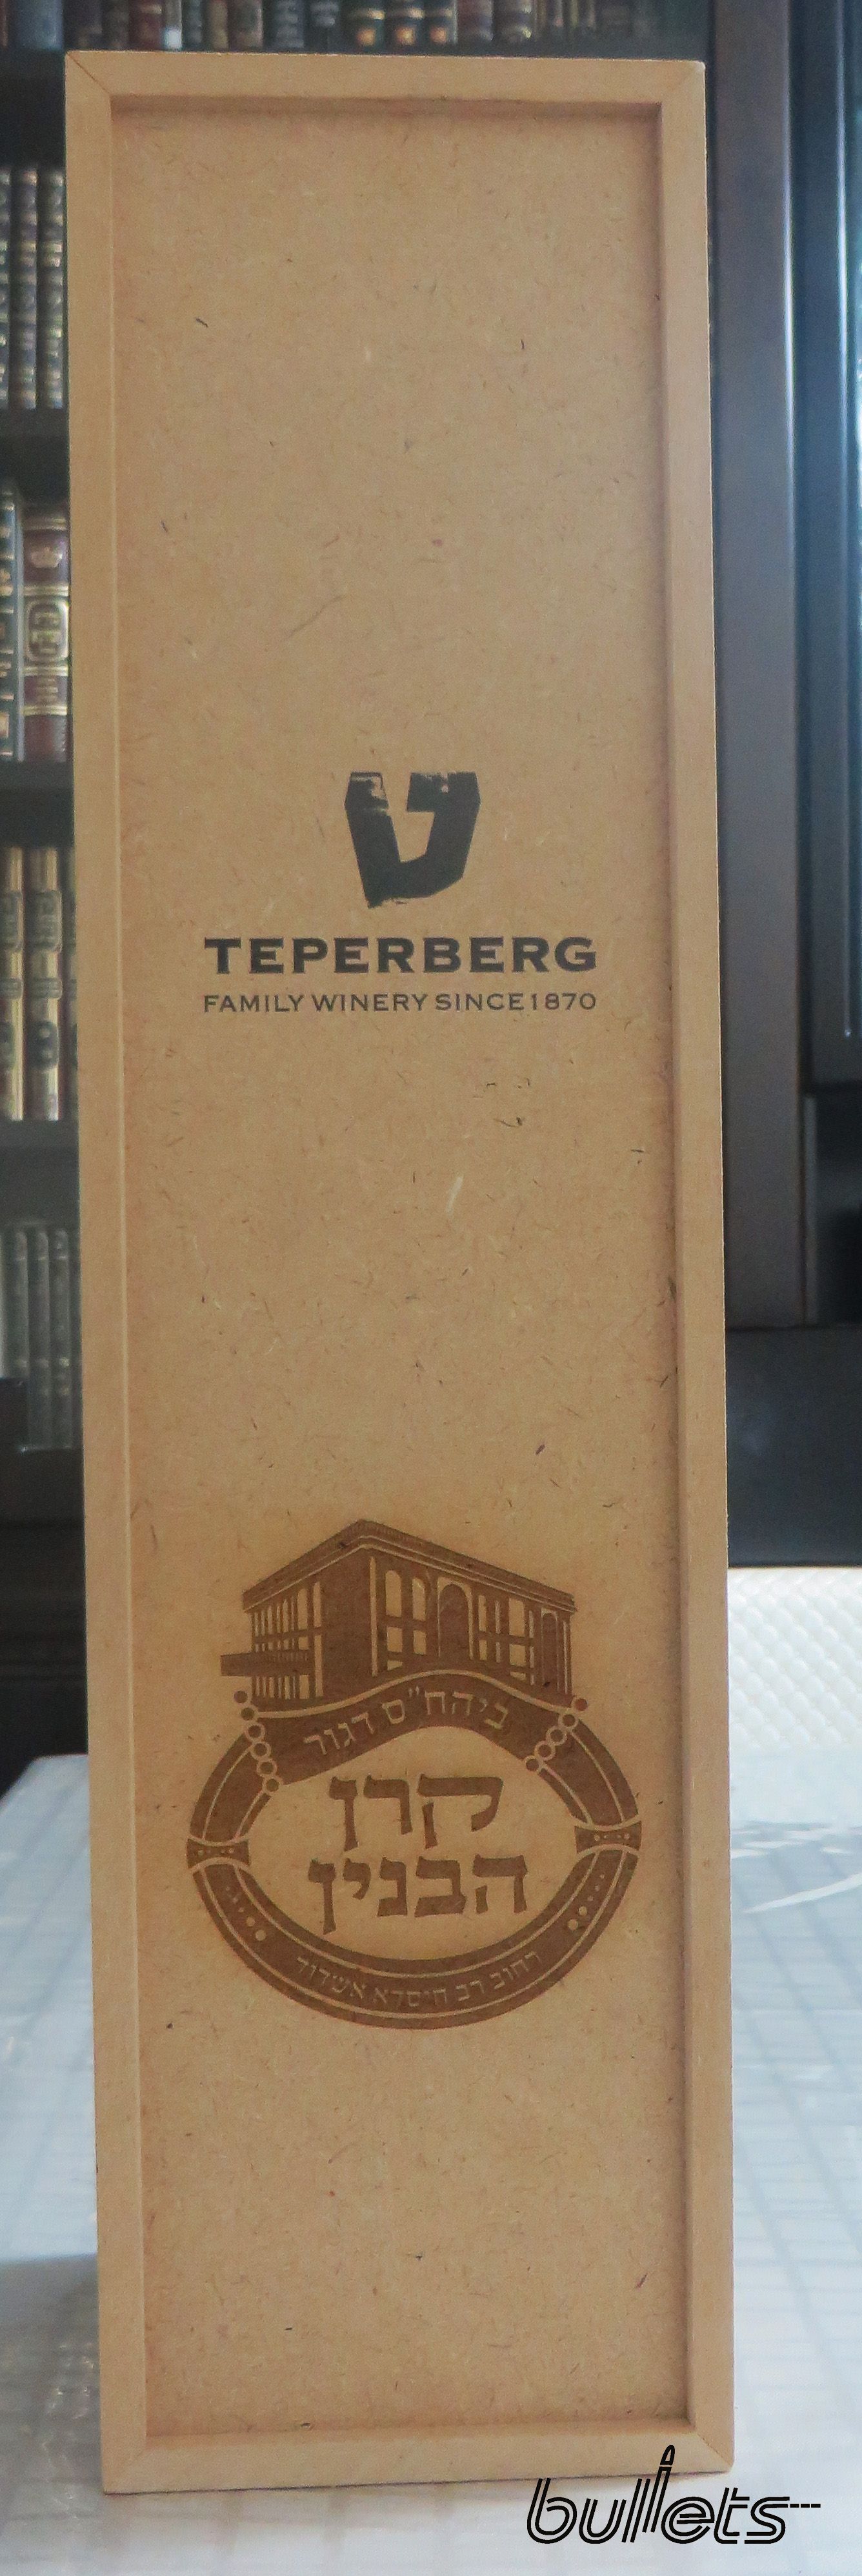 ט
TEPERBERG
FAMILY WINERY SINCE 1870
ביהח"ס דגור
קרן
הבנין
רחוב רב חיסדא אשדוד
bullets